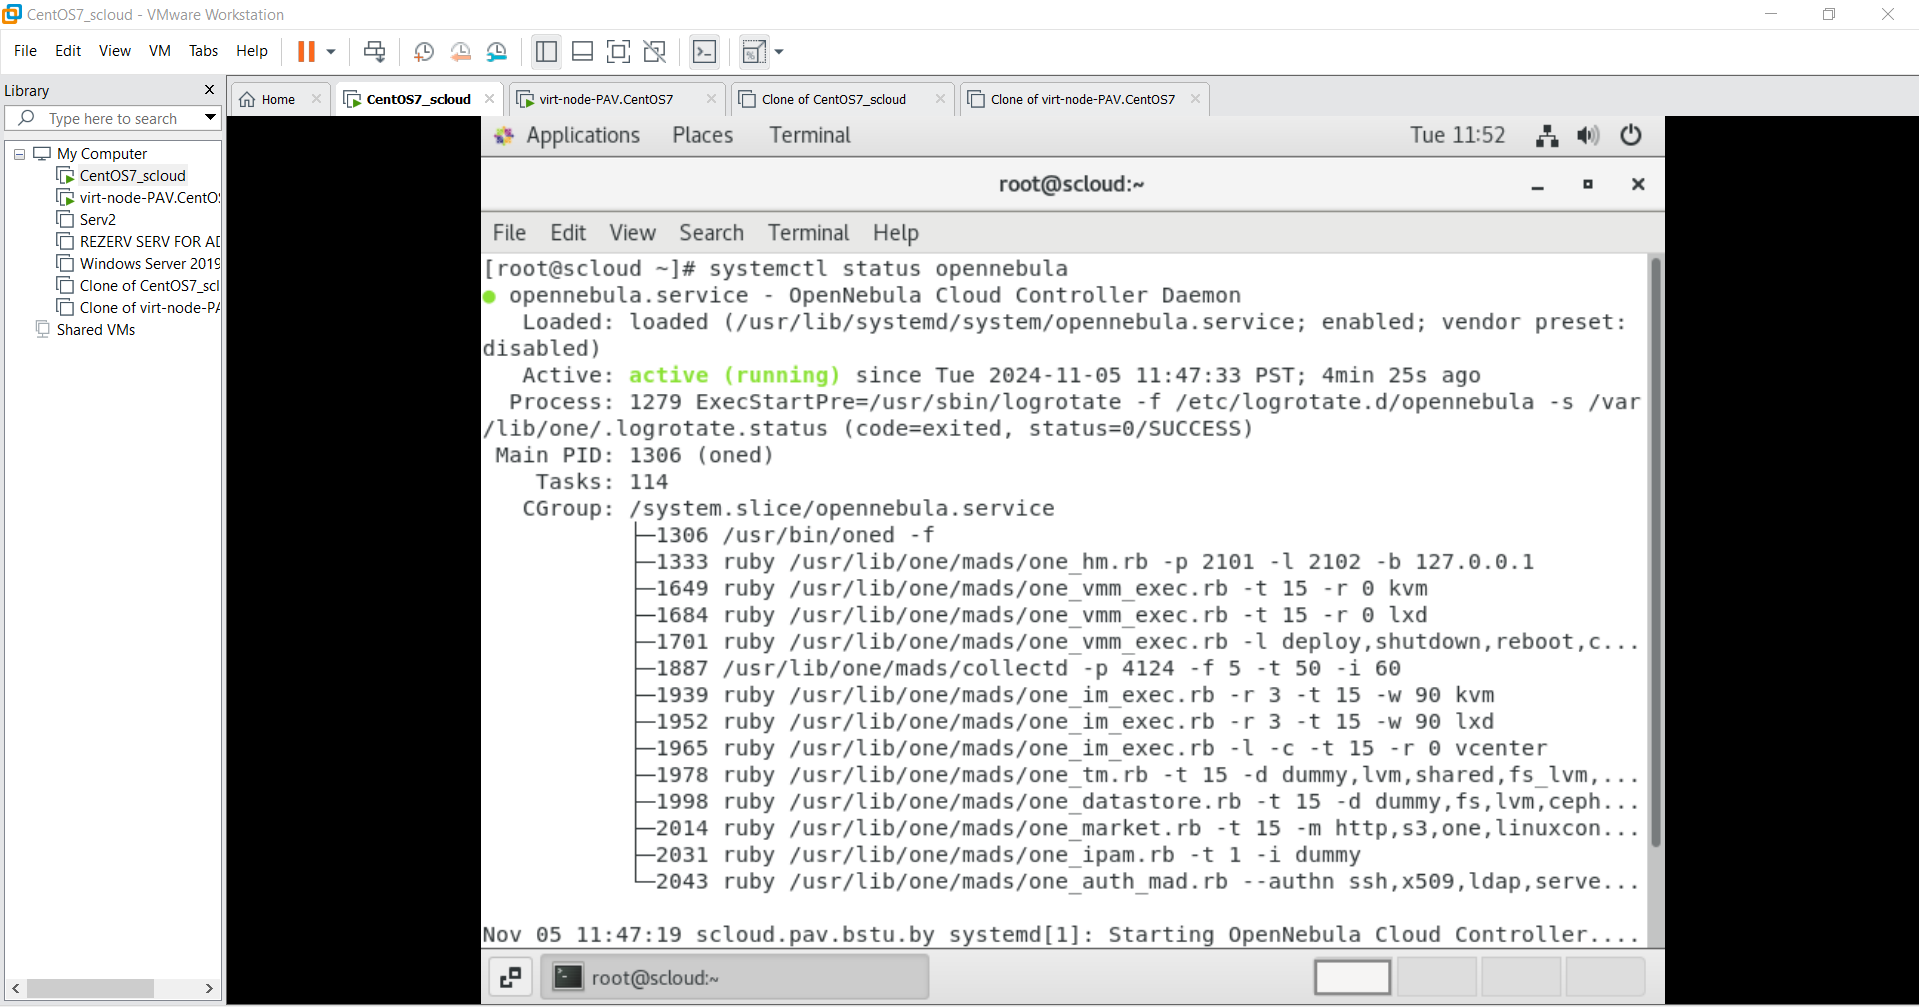 CentOS7_scloud - VMware Workstation
File Edit View VM Tabs Help
Library
Type here to search
My Computer
CentOS7_scloud
virt-node-PAV.CentOS
Serv2
REZERV SERV FOR AD
Windows Server 2019
Clone of CentOS7_scl
Clone of virt-node-PA
Shared VMs
Home
CentOS7_scloud
virt-node-PAV.CentOS7
Clone of CentOS7_scloud
Clone of virt-node-PAV.CentOS7
Applications Places Terminal Tue 11:52
root@scloud:~
File Edit View Search Terminal Help
[root@scloud ~]# systemctl status opennebula
● opennebula.service - OpenNebula Cloud Controller Daemon
Loaded: loaded (/usr/lib/systemd/system/opennebula.service; enabled; vendor preset:
disabled)
Active: active (running) since Tue 2024-11-05 11:47:33 PST; 4min 25s ago
Process: 1279 ExecStartPre=/usr/sbin/logrotate -f /etc/logrotate.d/opennebula -s /var
/lib/one/.logrotate.status (code=exited, status=0/SUCCESS)
Main PID: 1306 (oned)
Tasks: 114
CGroup: /system.slice/opennebula.service
├─1306 /usr/bin/oned -f
├─1333 ruby /usr/lib/one/mads/one_hm.rb -p 2101 -l 2102 -b 127.0.0.1
├─1649 ruby /usr/lib/one/mads/one_vmm_exec.rb -t 15 -r 0 kvm
├─1684 ruby /usr/lib/one/mads/one_vmm_exec.rb -t 15 -r 0 lxd
├─1701 ruby /usr/lib/one/mads/one_vmm_exec.rb -l deploy,shutdown,reboot,c...
├─1887 /usr/lib/one/mads/collectd -p 4124 -f 5 -t 50 -i 60
├─1939 ruby /usr/lib/one/mads/one_im_exec.rb -r 3 -t 15 -w 90 kvm
├─1952 ruby /usr/lib/one/mads/one_im_exec.rb -r 3 -t 15 -w 90 lxd
├─1965 ruby /usr/lib/one/mads/one_im_exec.rb -l -c -t 15 -r 0 vcenter
├─1978 ruby /usr/lib/one/mads/one_tm.rb -t 15 -d dummy,lvm,shared,fs_lvm,...
├─1998 ruby /usr/lib/one/mads/one_datastore.rb -t 15 -d dummy,fs,lvm,ceph...
├─2014 ruby /usr/lib/one/mads/one_market.rb -t 15 -m http,s3,one,linuxcon...
├─2031 ruby /usr/lib/one/mads/one_ipam.rb -t 1 -i dummy
└─2043 ruby /usr/lib/one/mads/one_auth_mad.rb --authn ssh,x509,ldap,serve...
Nov 05 11:47:19 scloud.pav.bstu.by systemd[1]: Starting OpenNebula Cloud Controller....
root@scloud:~